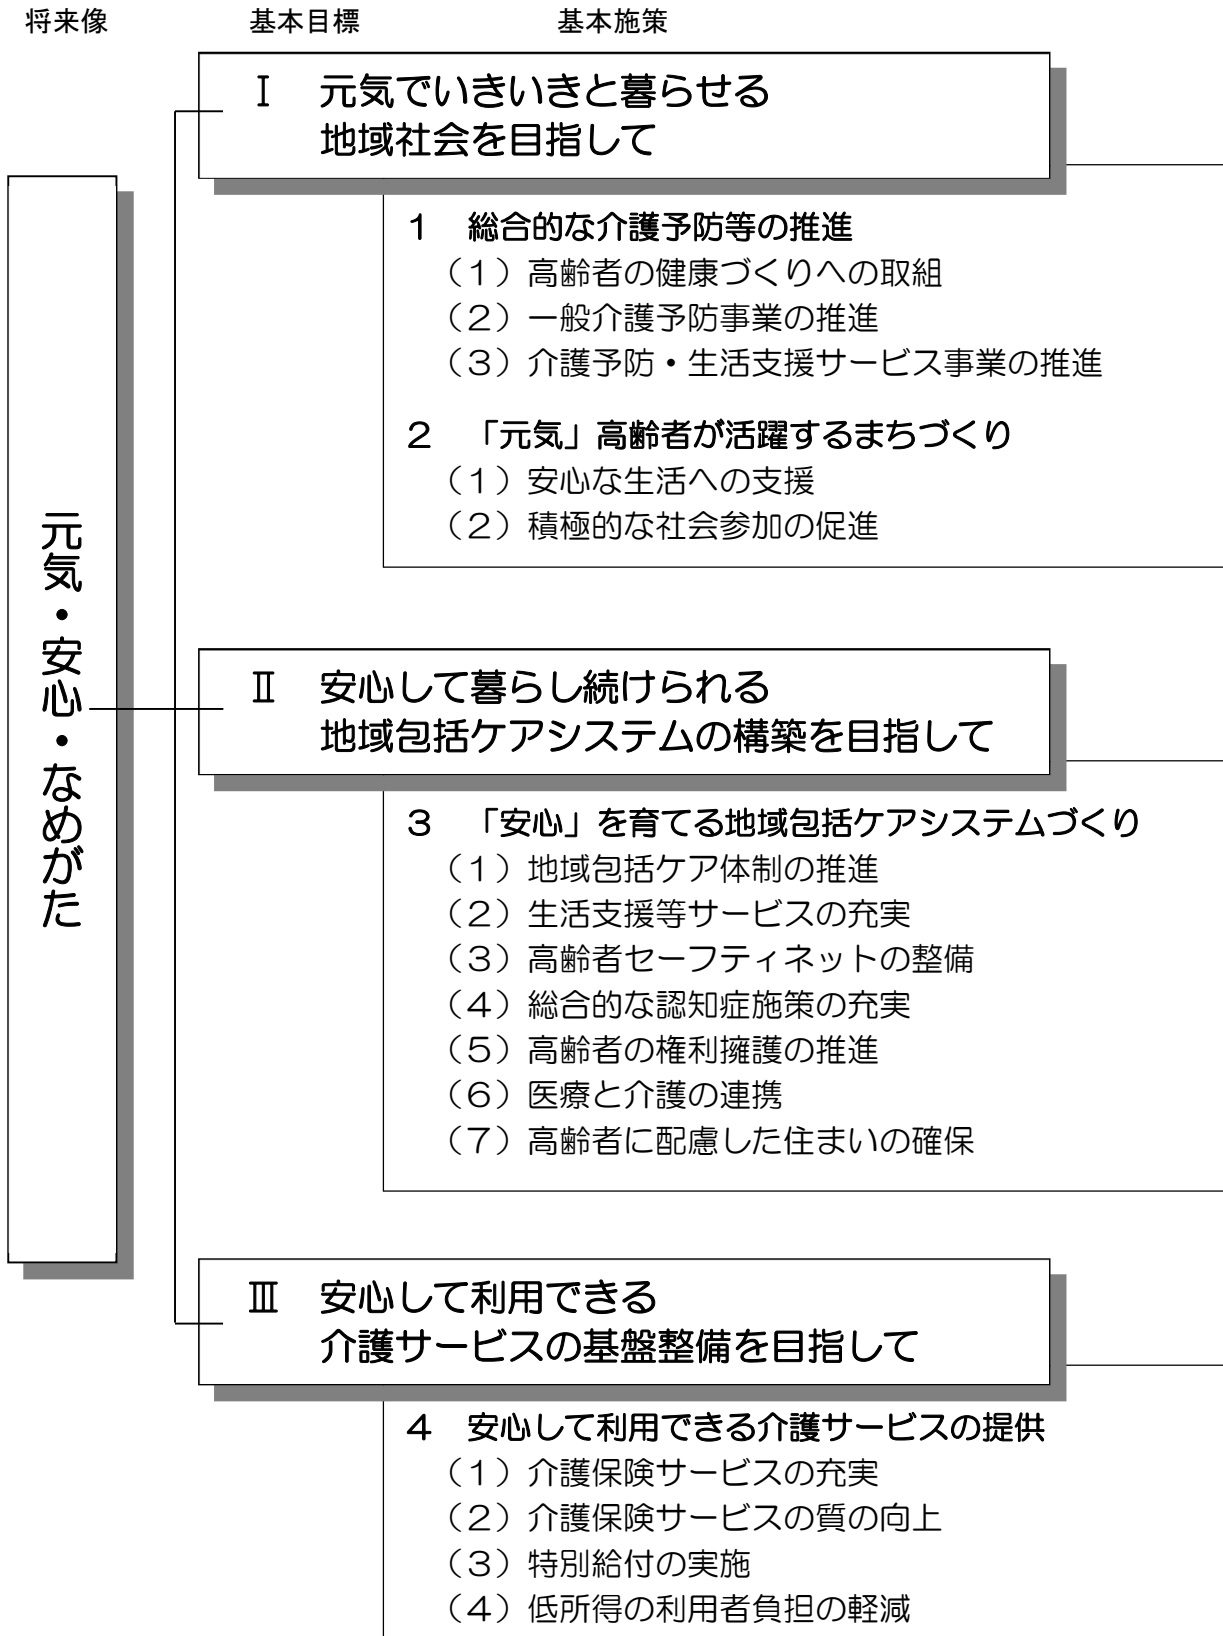 将来像　基本目標　基本施策
元気・安心・なめがた
Ⅰ　元気でいきいきと暮らせる
地域社会を目指して
１　総合的な介護予防等の推進
（１）高齢者の健康づくりへの取組
（２）一般介護予防事業の推進
（３）介護予防・生活支援サービス事業の推進
２　「元気」高齢者が活躍するまちづくり
（１）安心な生活への支援
（２）積極的な社会参加の促進
Ⅱ　安心して暮らし続けられる
地域包括ケアシステムの構築を目指して
３　「安心」を育てる地域包括ケアシステムづくり
（１）地域包括ケア体制の推進
（２）生活支援等サービスの充実
（３）高齢者セーフティネットの整備
（４）総合的な認知症施策の充実
（５）高齢者の権利擁護の推進
（６）医療と介護の連携
（７）高齢者に配慮した住まいの確保
Ⅲ　安心して利用できる
介護サービスの基盤整備を目指して
４　安心して利用できる介護サービスの提供
（１）介護保険サービスの充実
（２）介護保険サービスの質の向上
（３）特別給付の実施
（４）低所得の利用者負担の軽減